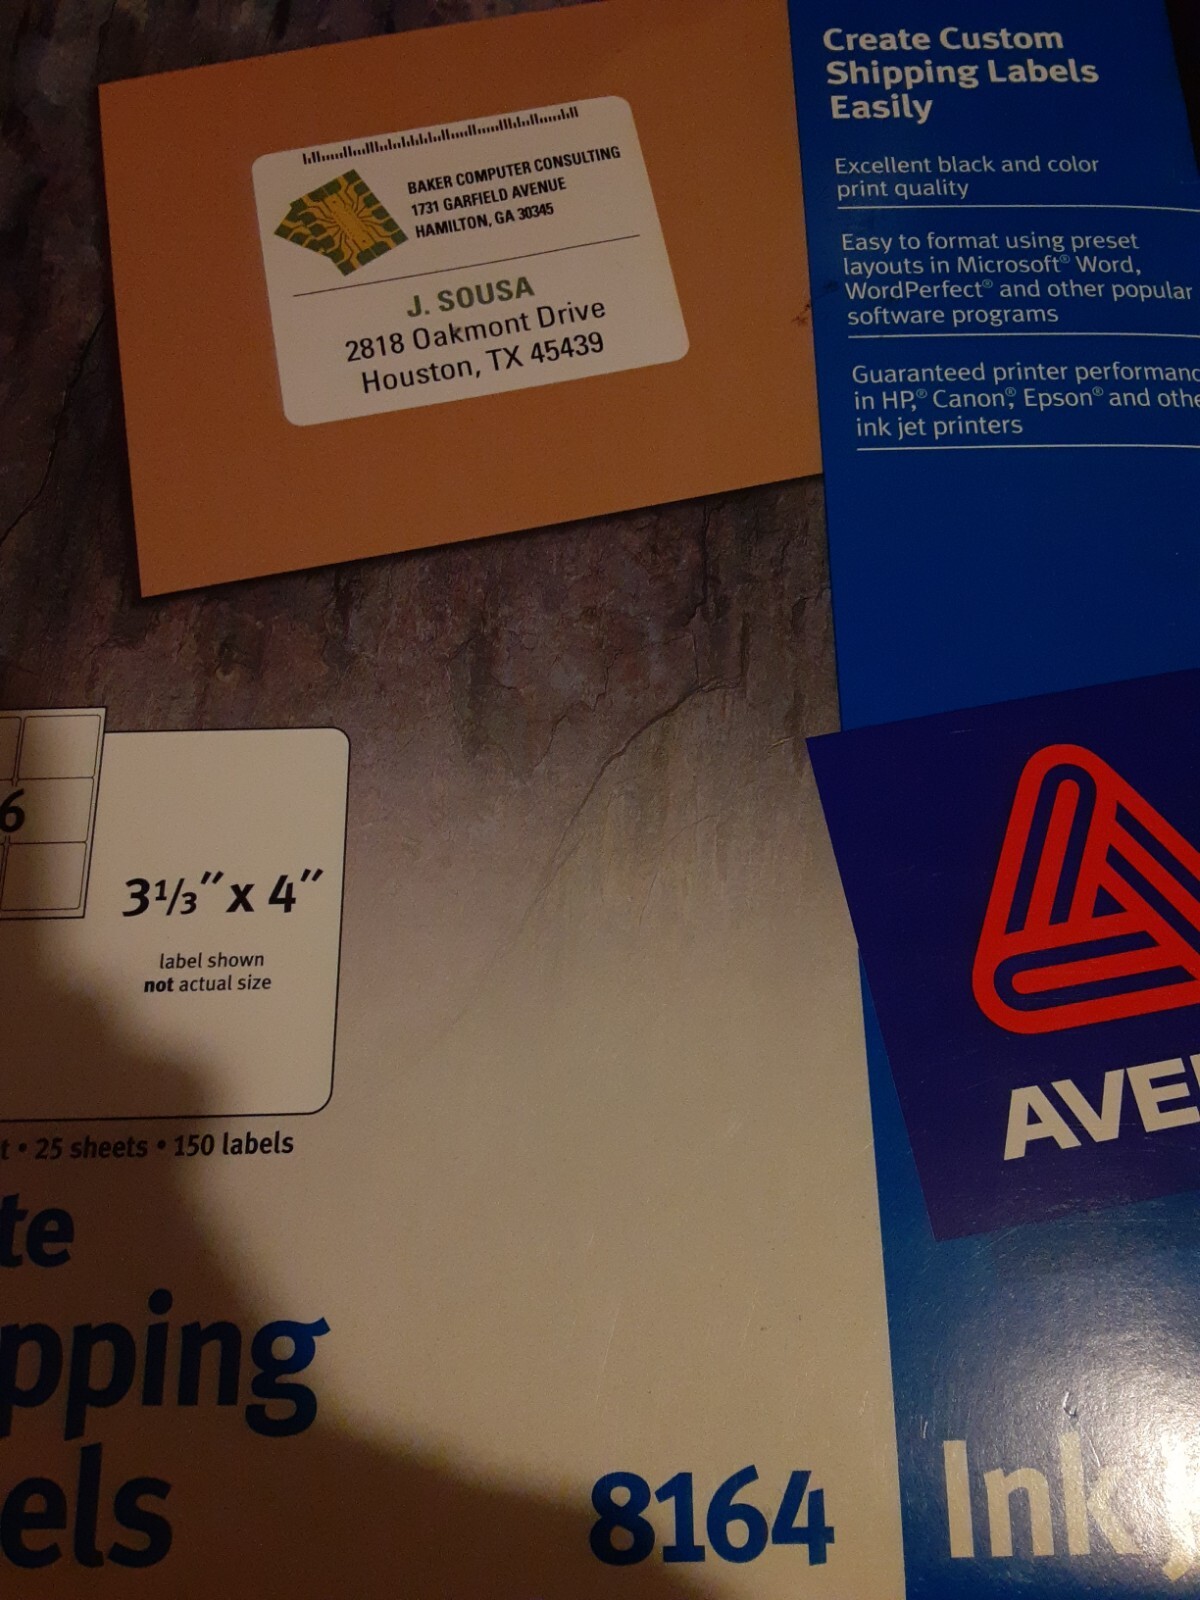 Create Custom
Shipping Labels
Easily
Excellent black and color
print quality
Easy to format using preset
layouts in Microsoft® Word,
WordPerfect® and other popular
software programs
Guaranteed printer performanc
in HP,® Canon,® Epson® and othe
ink jet printers
BAKER COMPUTER CONSULTING
1731 GARFIELD AVENUE
HAMILTON, GA 30345
J. SOUSA
2818 Oakmont Drive
Houston, TX 45439
6
3 1/3" x 4"
label shown
not actual size
t • 25 sheets • 150 labels
te
pping
els
8164
AVE
Ink J